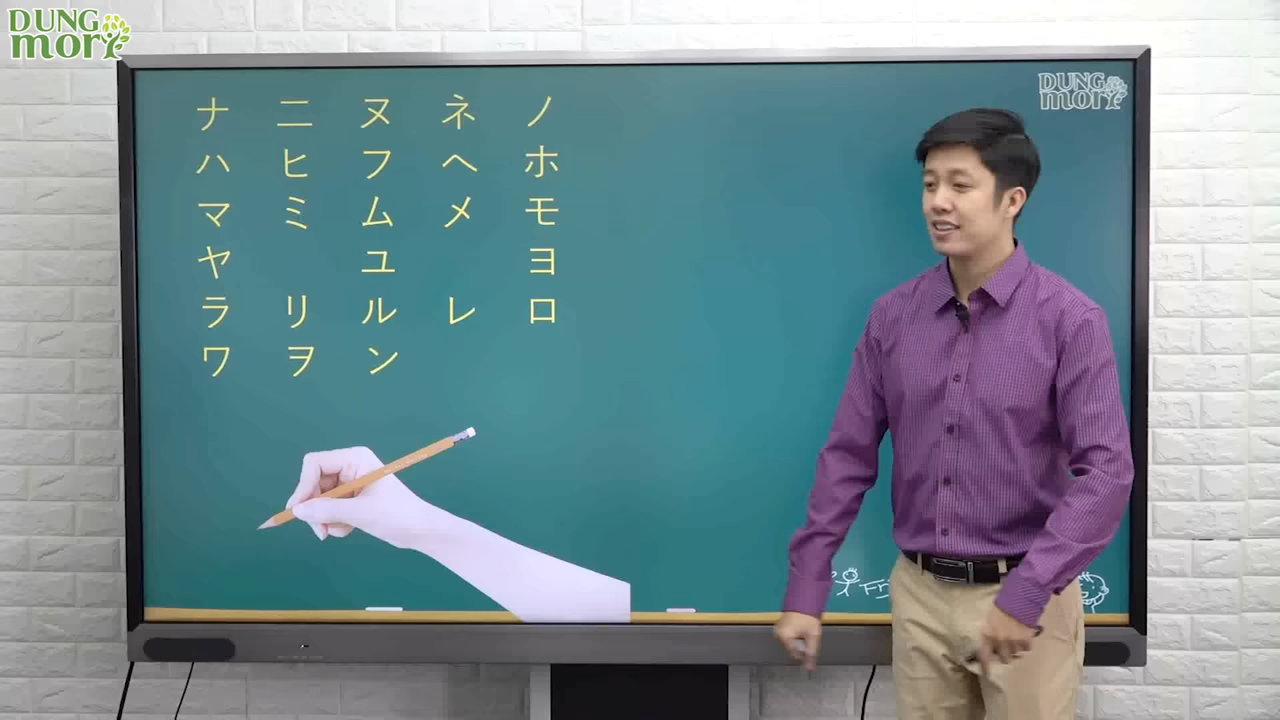 DUNG
mori
DUNG
mori
ナ ニ ヌ ネ ノ
ハ ヒ フ ヘ ホ
マ ミ ム メ モ
ヤ ユ ヨ
ラ リ ル レ ロ
ワ ヲ ン